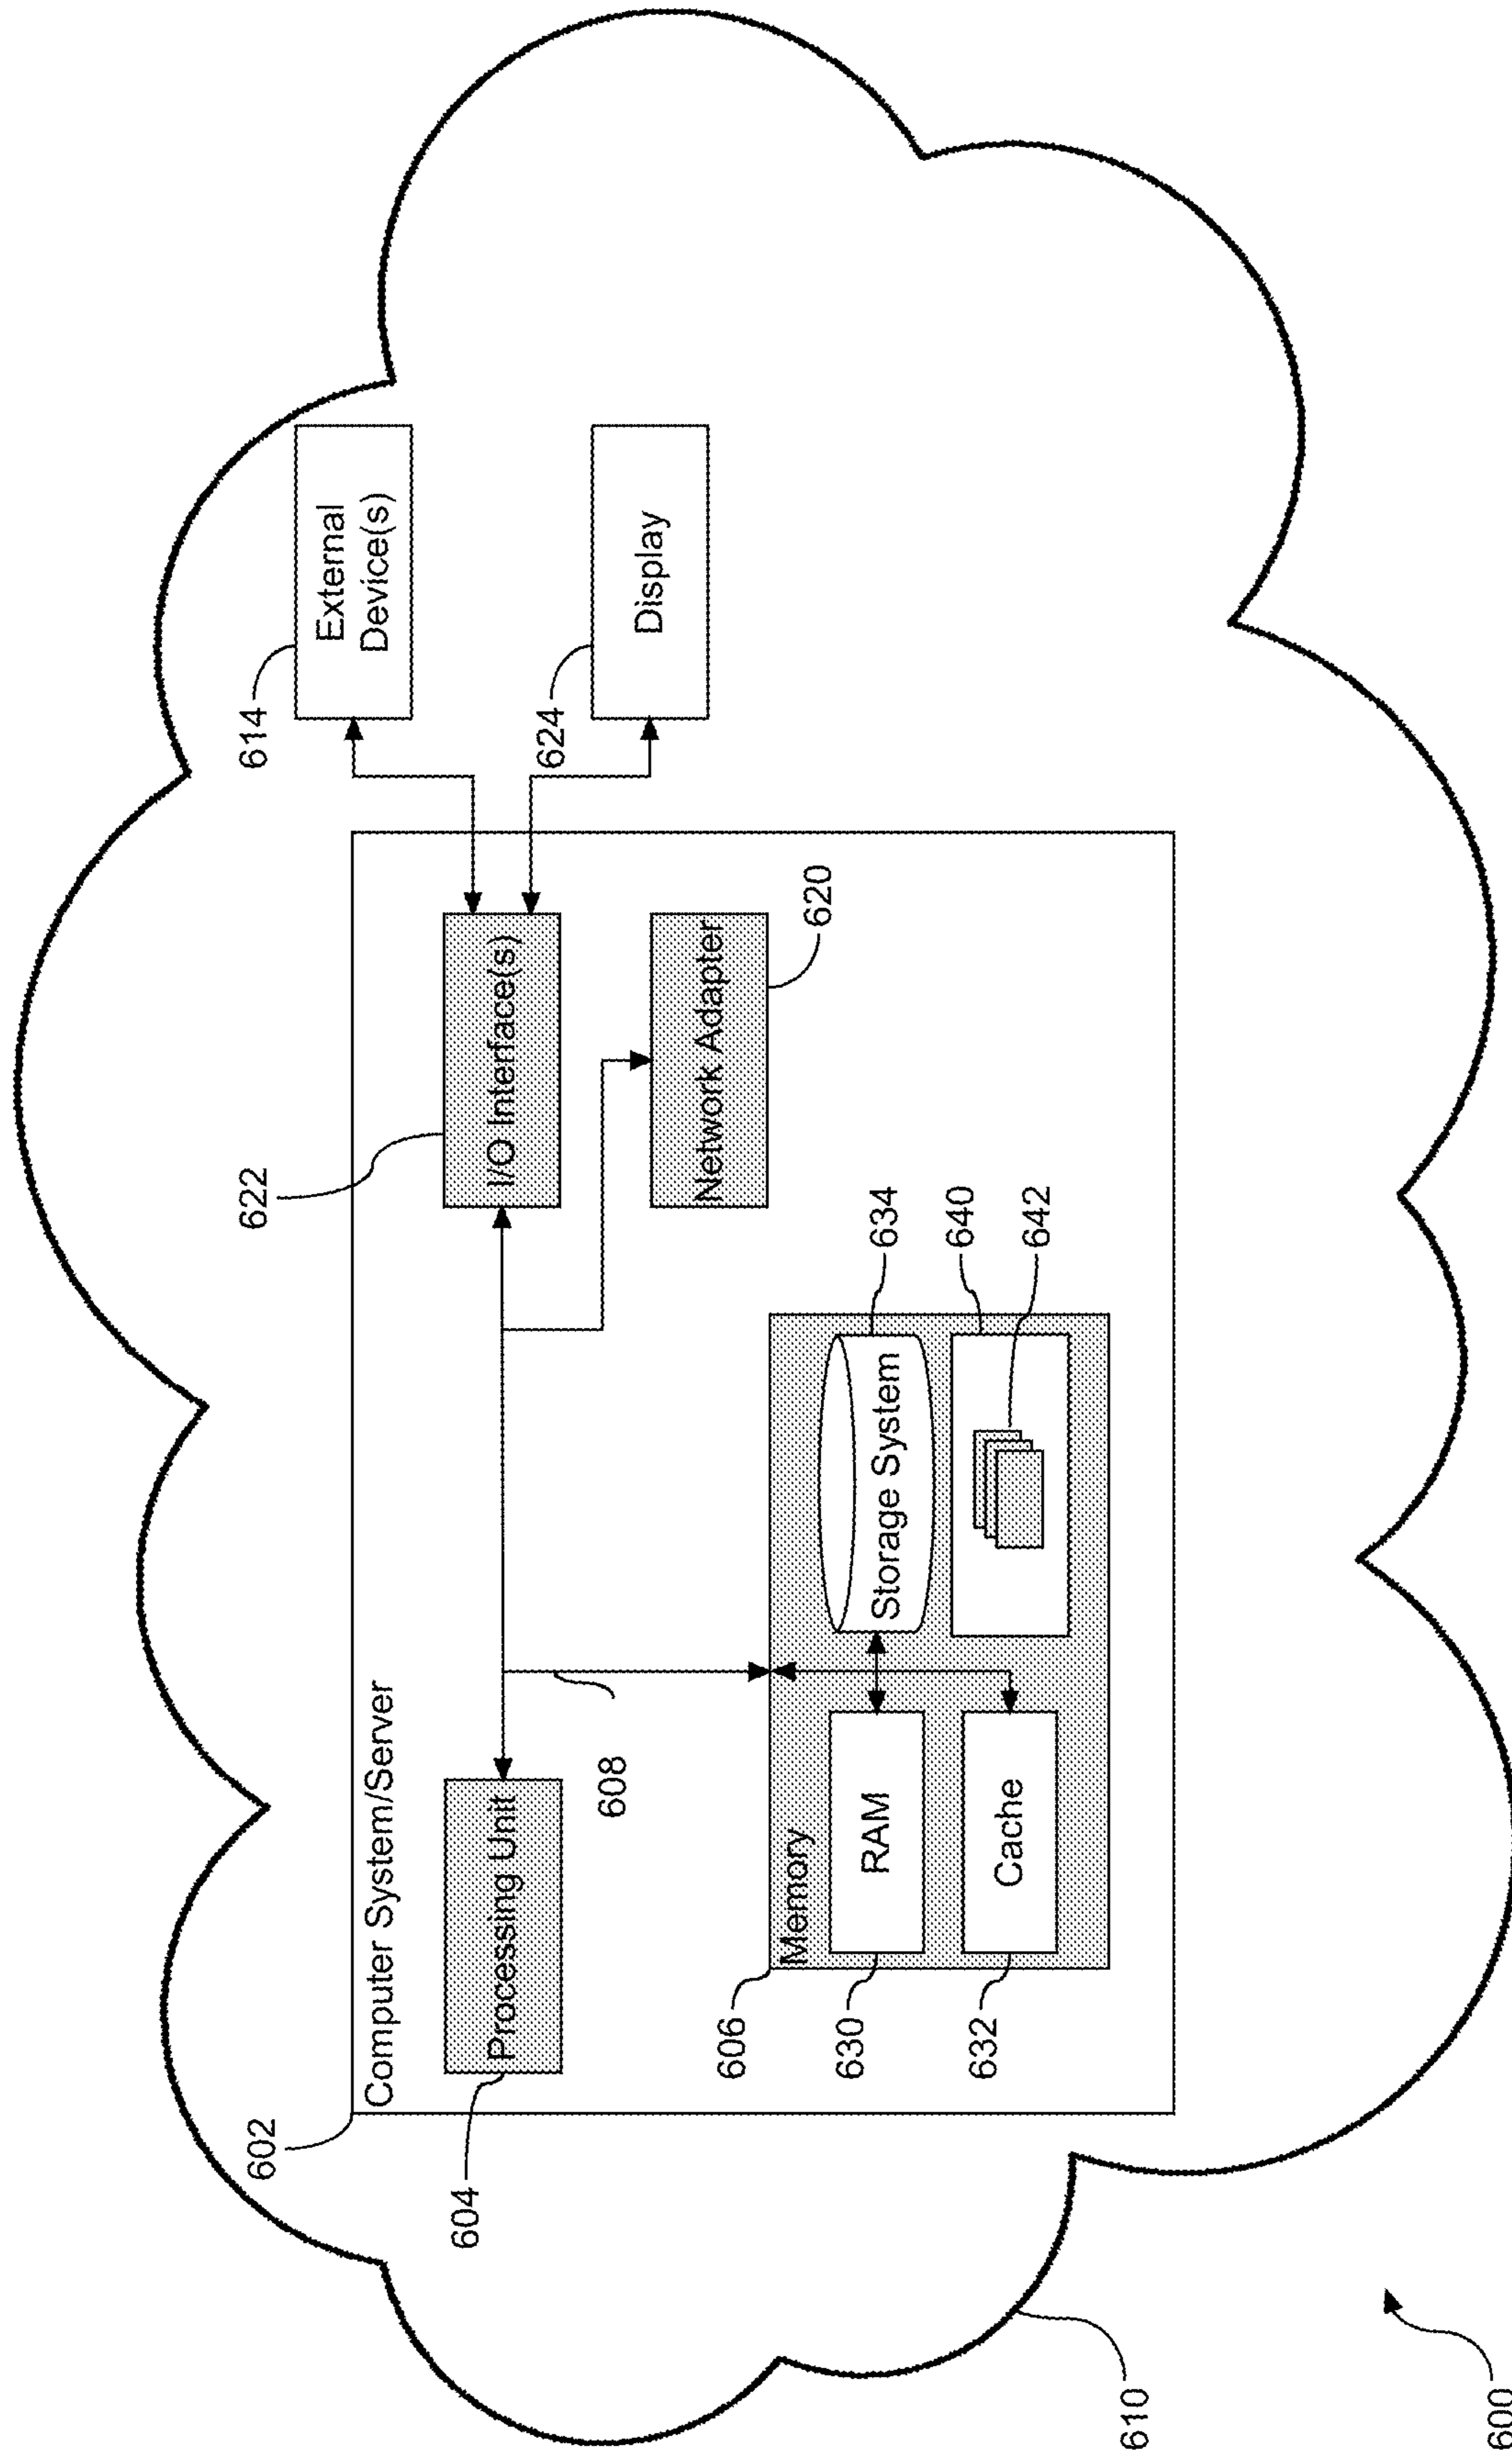 614
External
Device(s)
624
Display
602
Computer System/Server
604
Processing Unit
622
I/O Interface(s)
620
Network Adapter
608
606
Memory
630
RAM
632
Cache
634
Storage System
640
642
610
600